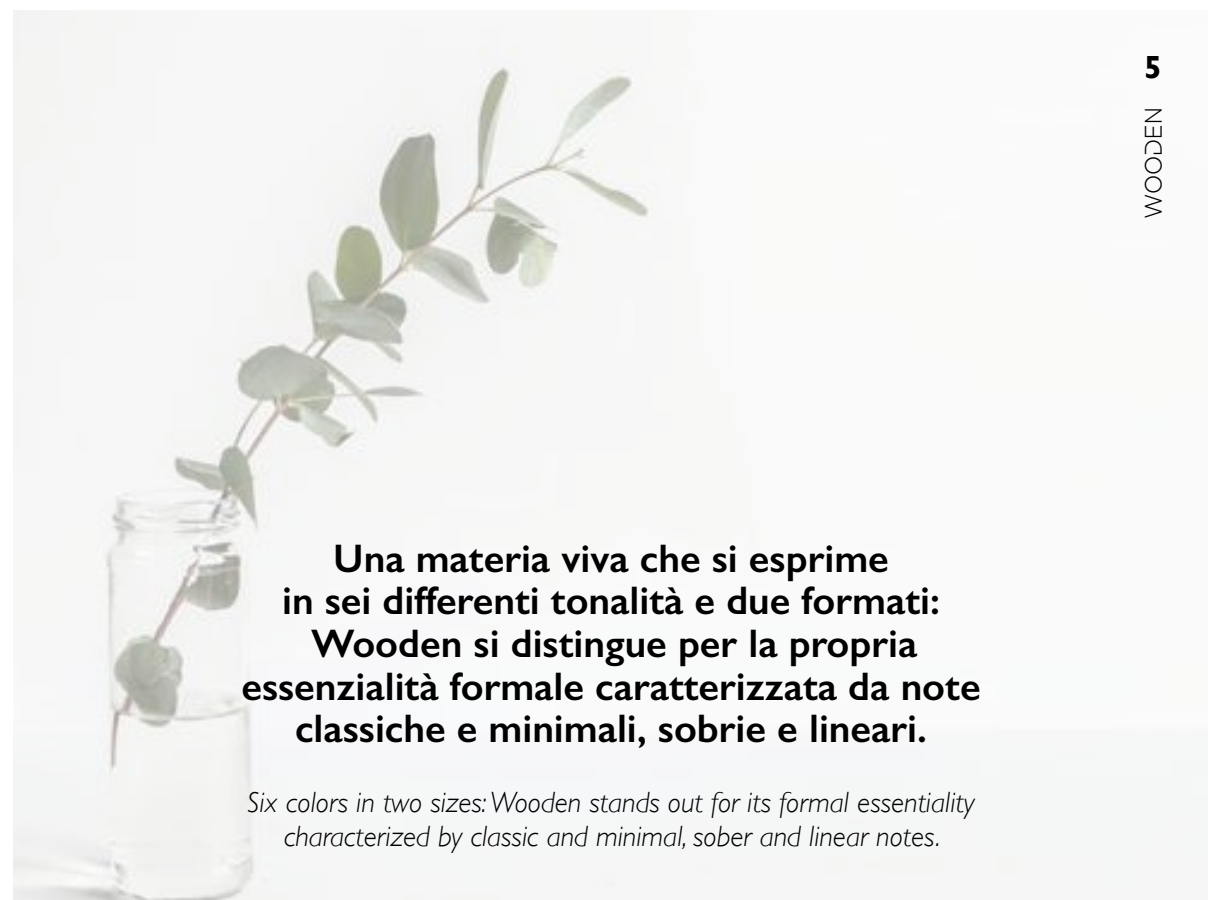 5
WOODEN
Una materia viva che si esprime
in sei differenti tonalità e due formati:
Wooden si distingue per la propria
essenzialità formale caratterizzata da note
classiche e minimali, sobrie e lineari.
Six colors in two sizes: Wooden stands out for its formal essentiality
characterized by classic and minimal, sober and linear notes.